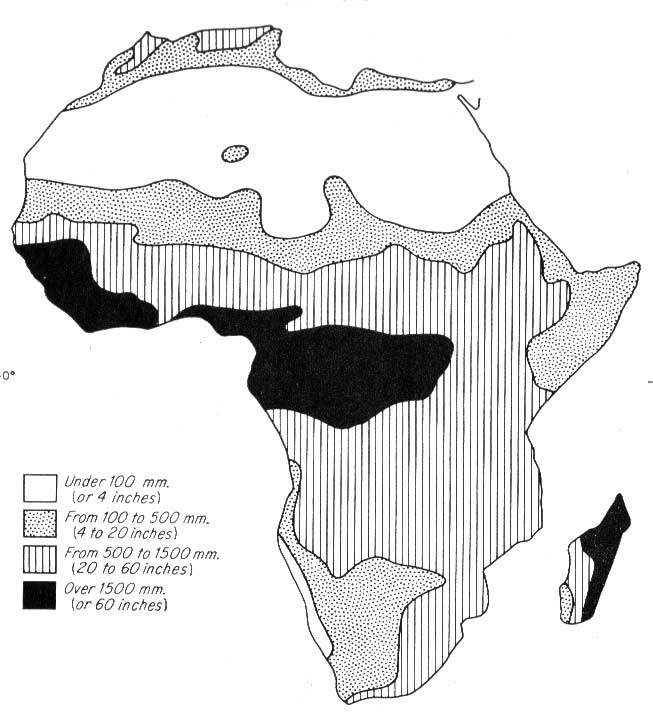 0°
Under 100 mm.
(or 4 inches)
From 100 to 500 mm.
(4 to 20 inches)
From 500 to 1500 mm.
(20 to 60 inches)
Over 1500 mm.
(or 60 inches)